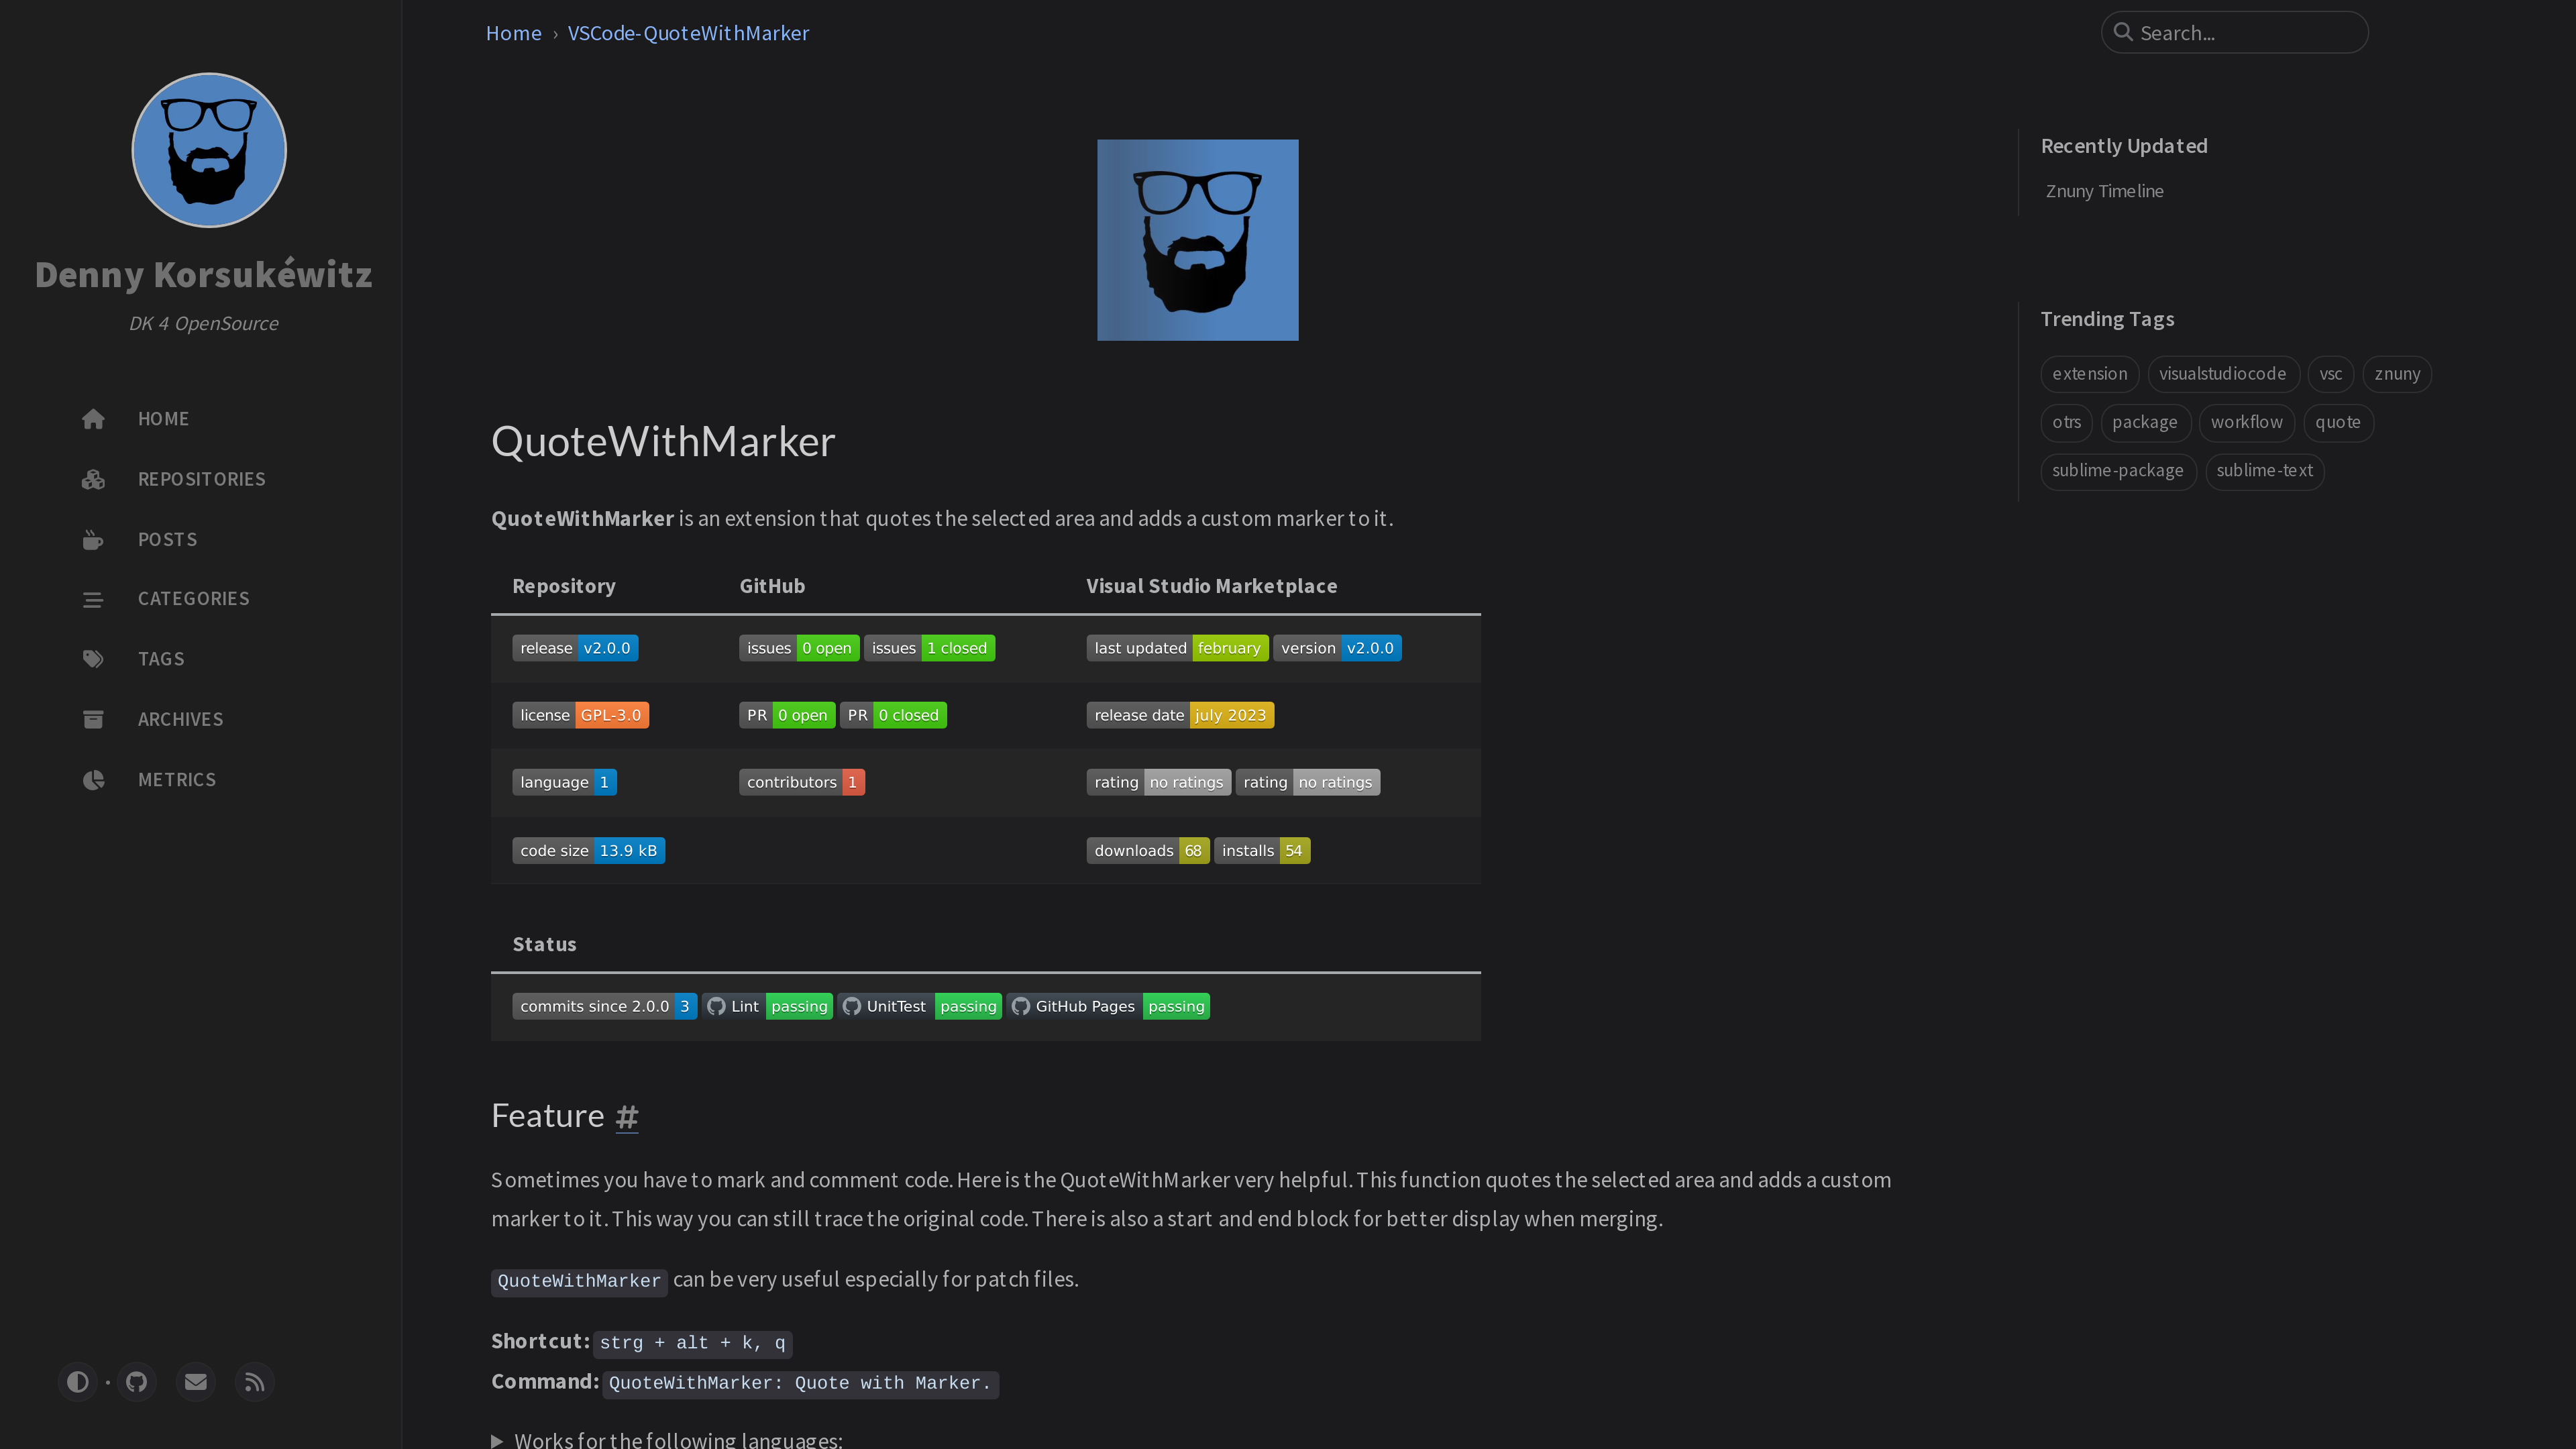 Denny Korsukéwitz
DK 4 OpenSource
HOME
REPOSITORIES
POSTS
CATEGORIES
TAGS
ARCHIVES
METRICS
Home › VSCode-QuoteWithMarker
Search...
QuoteWithMarker
QuoteWithMarker is an extension that quotes the selected area and adds a custom marker to it.
Repository GitHub Visual Studio Marketplace
release v2.0.0 issues 0 open issues 1 closed last updated february version v2.0.0
license GPL-3.0 PR 0 open PR 0 closed release date july 2023
language 1 contributors 1 rating no ratings rating no ratings
code size 13.9 kB downloads 68 installs 54
Status
commits since 2.0.0 3 Lint passing UnitTest passing GitHub Pages passing
Feature #
Sometimes you have to mark and comment code. Here is the QuoteWithMarker very helpful. This function quotes the selected area and adds a custom
marker to it. This way you can still trace the original code. There is also a start and end block for better display when merging.
QuoteWithMarker can be very useful especially for patch files.
Shortcut: strg + alt + k, q
Command: QuoteWithMarker: Quote with Marker.
Works for the following languages:
Recently Updated
Znuny Timeline
Trending Tags
extension visualstudiocode vsc znuny
otrs package workflow quote
sublime-package sublime-text